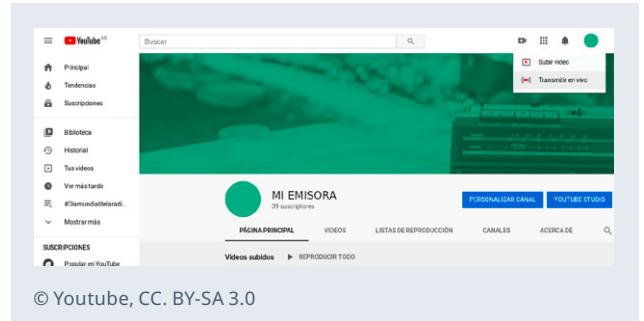 YouTube
Buscar
Principal
Tendencias
Suscripciones
Biblioteca
Historial
Tus videos
Ver más tarde
#Diamundialdelaradi...
Mostrar más
SUSCRIPCIONES
Popular en YouTube
Subir video
Transmitir en vivo
MI EMISORA
39 suscriptores
PERSONALIZAR CANAL
YOUTUBE STUDIO
PÁGINA PRINCIPAL VIDEOS LISTAS DE REPRODUCCIÓN CANALES ACERCA DE
Videos subidos REPRODUCIR TODO
© Youtube, CC. BY-SA 3.0